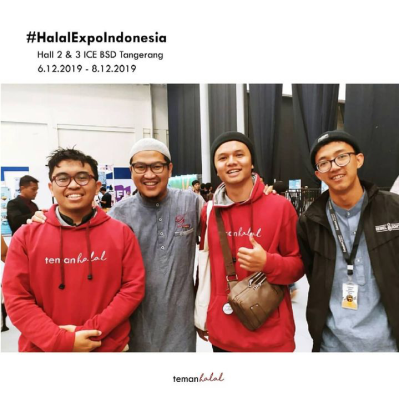 #HalalExpoIndonesia
Hall 2 & 3 ICE BSD Tangerang
6.12.2019 - 8.12.2019
temanhalal
temanhalal
temanhalal